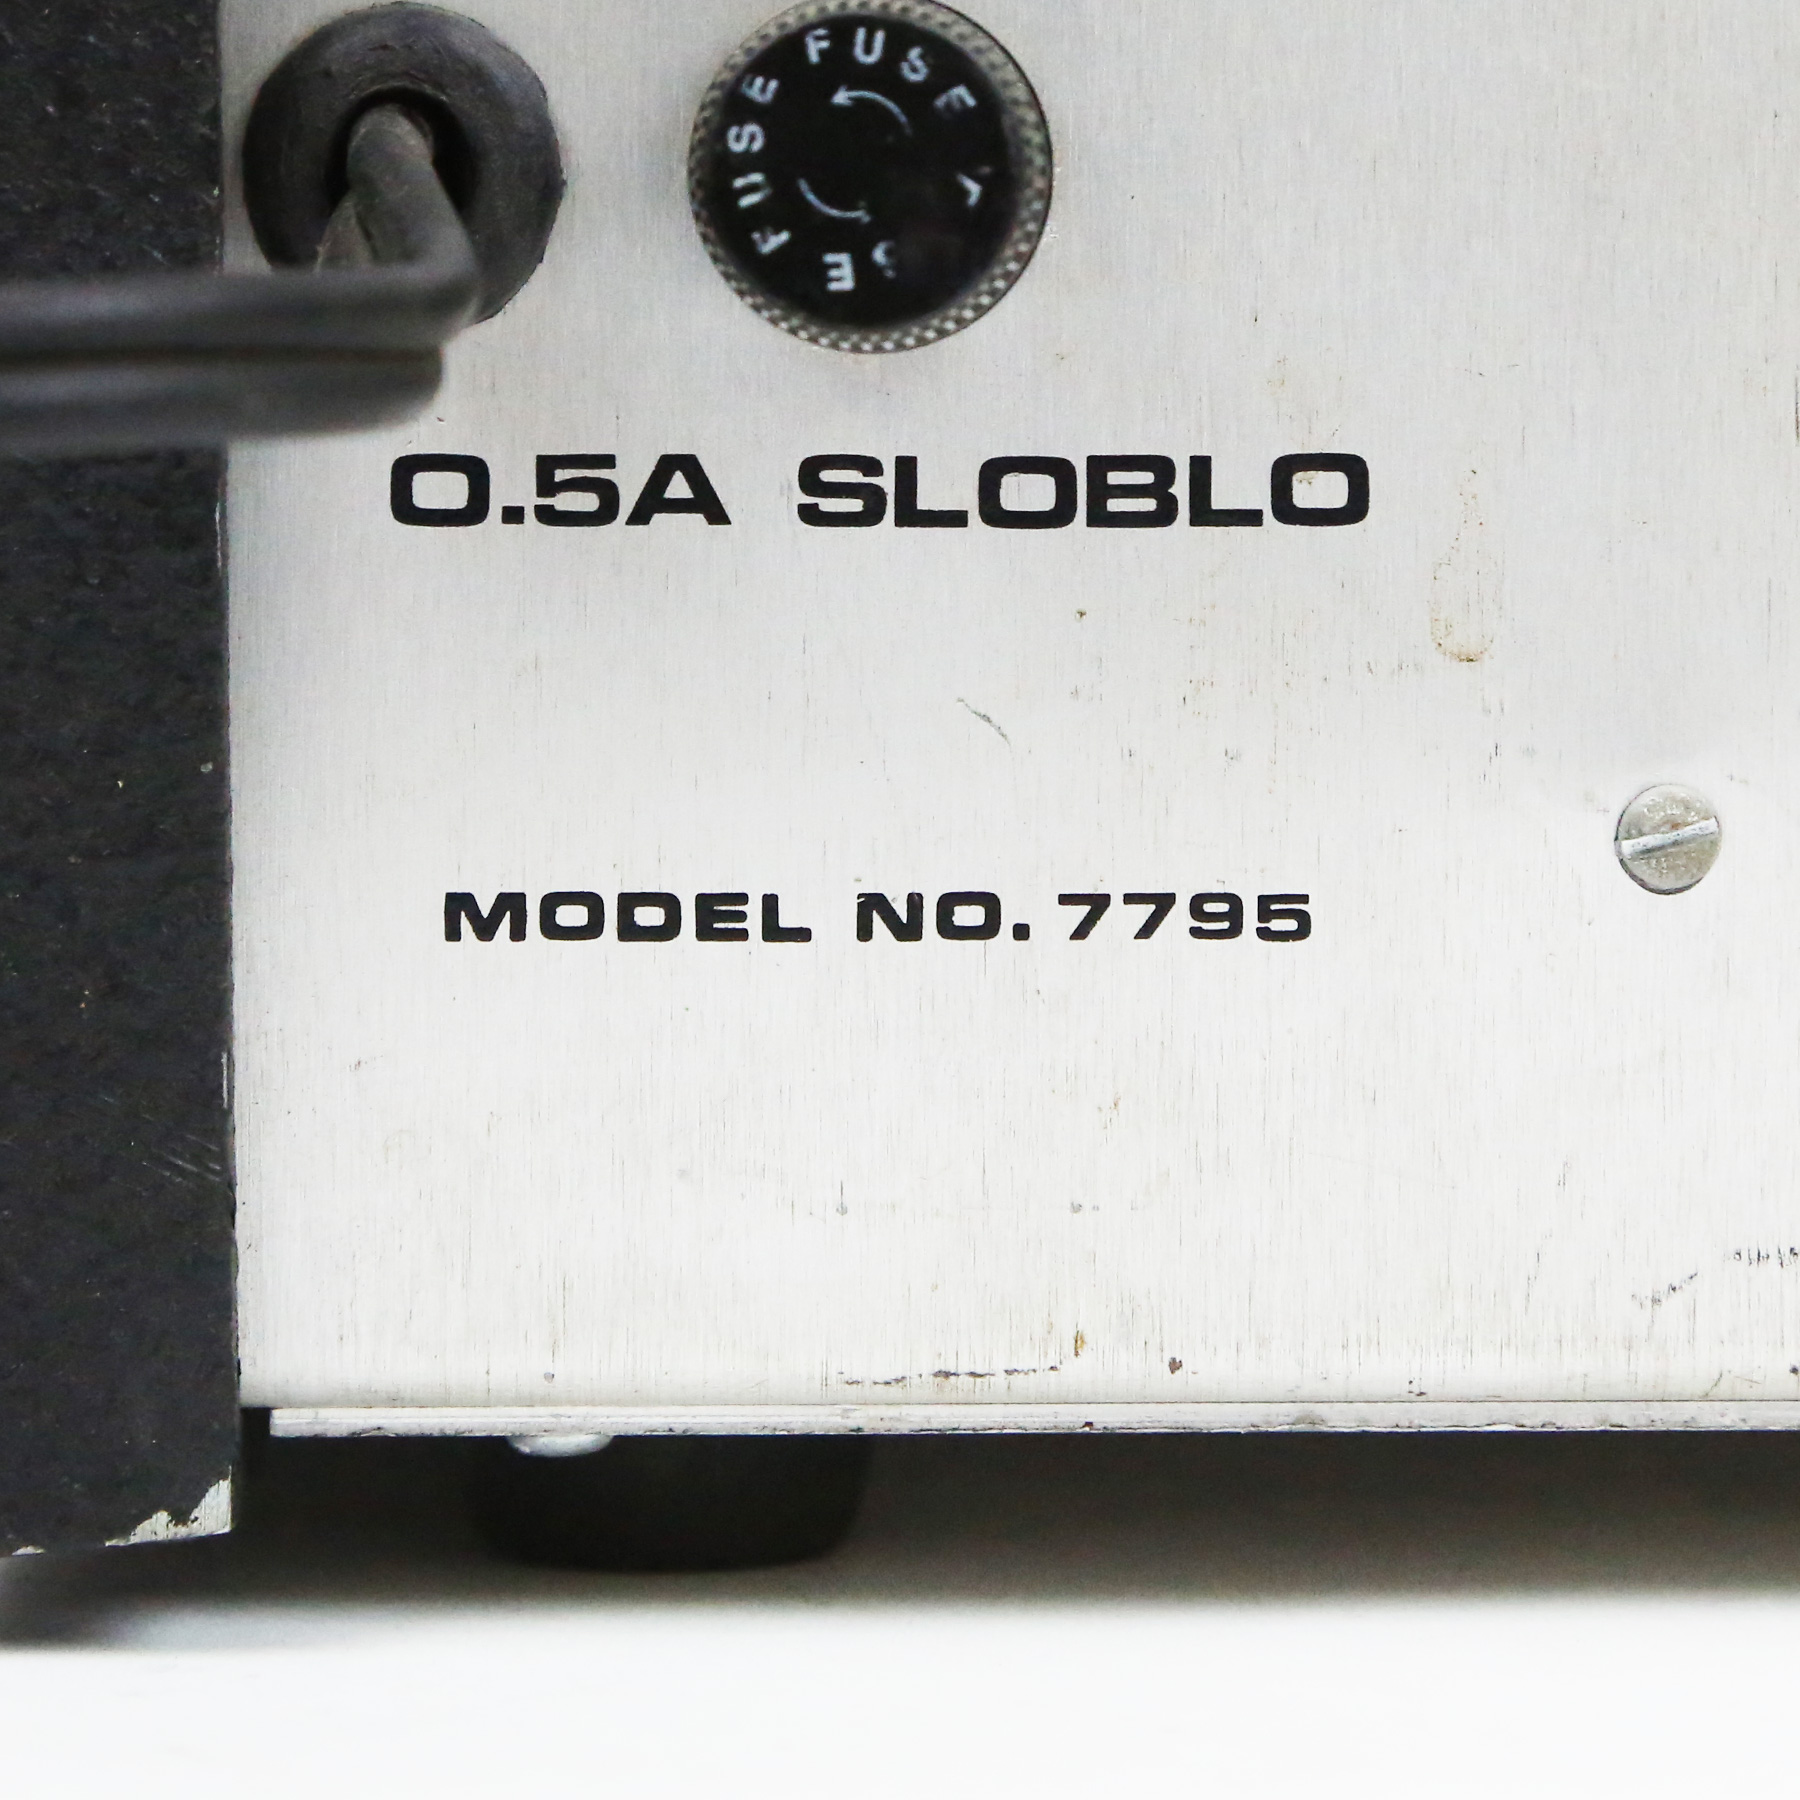 FUSE FUSE
0.5A SLOBLO
MODEL NO. 7795